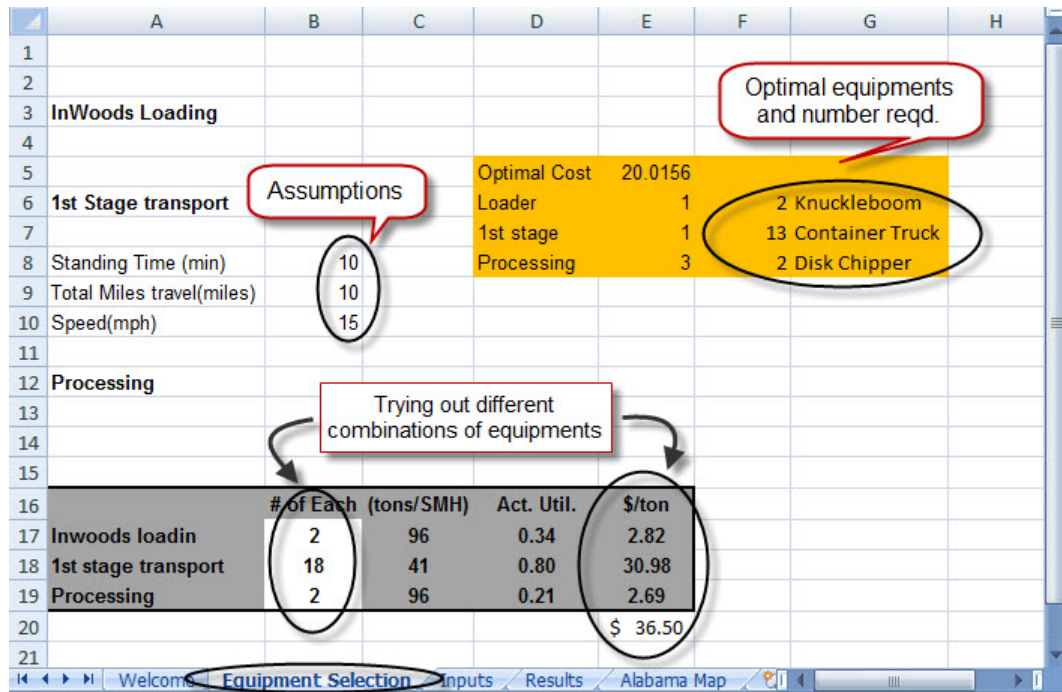 A B C D E F G H
1
2
Optimal equipments
and number reqd.
3 InWoods Loading
4
5 Optimal Cost 20.0156
Assumptions
6 1st Stage transport Loader 1 2 Knuckleboom
7 1st stage 1 13 Container Truck
8 Standing Time (min) 10 Processing 3 2 Disk Chipper
9 Total Miles travel(miles) 10
10 Speed(mph) 15
11
12 Processing
Trying out different
combinations of equipments
13
14
15
16 # of Each (tons/SMH) Act. Util. $/ton
17 Inwoods loadin 2 96 0.34 2.82
18 1st stage transport 18 41 0.80 30.98
19 Processing 2 96 0.21 2.69
20 $ 36.50
21
Welcome Equipment Selection Inputs Results Alabama Map